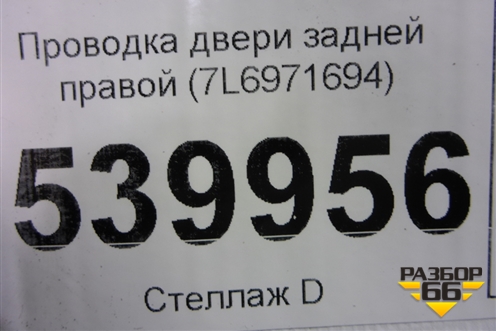 Проводка двери задней
правой (7L6971694)
539956
Стеллаж D
РАЗБОР
66